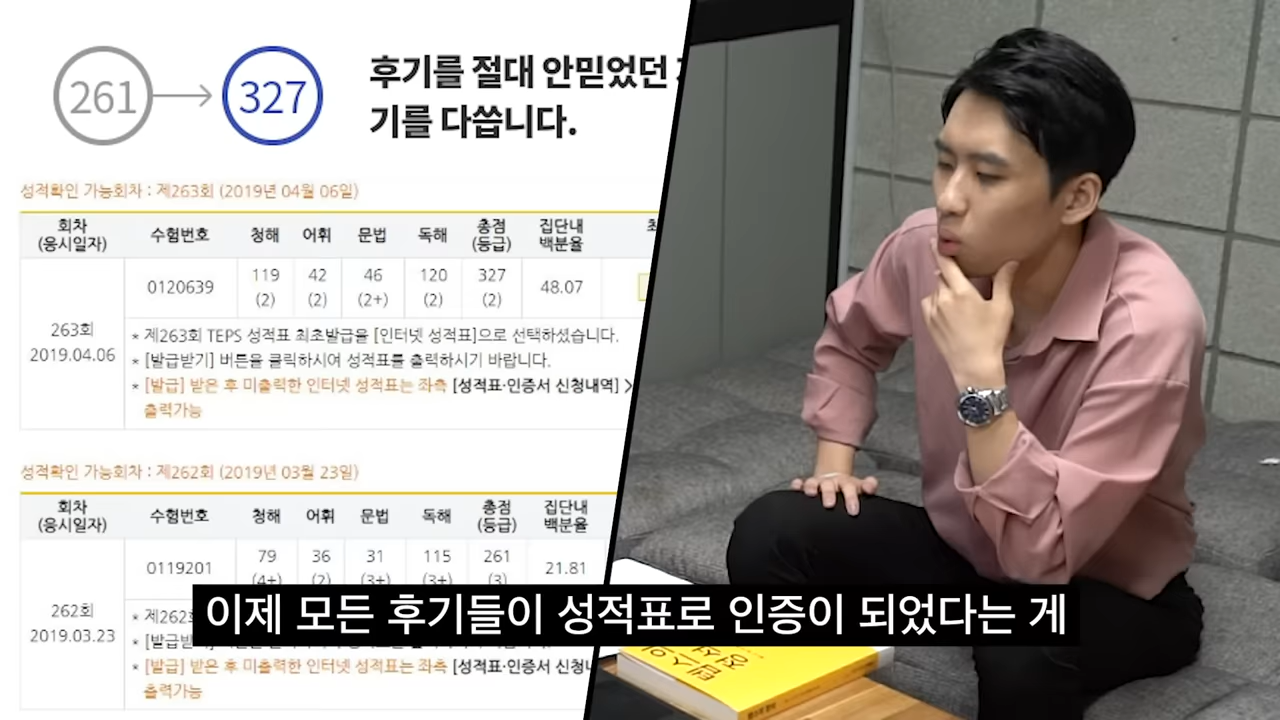 261 → 327
후기를 절대 안믿었던
기를 다씁니다.
성적확인 가능회차 : 제263회 (2019년 04월 06일)
회차 (응시일자) 수험번호 청해 어휘 문법 독해 총점 (등급) 집단내 백분율 최
263회 2019.04.06 0120639 119 (2) 42 (2) 46 (2+) 120 (2) 327 (2) 48.07
* 제263회 TEPS 성적표 최초발급을 [인터넷 성적표]으로 선택하셨습니다.
* [발급받기] 버튼을 클릭하시여 성적표를 출력하시기 바랍니다.
* [발급] 받은 후 미출력한 인터넷 성적표는 좌측 [성적표·인증서 신청내역] >
출력가능
성적확인 가능회차 : 제262회 (2019년 03월 23일)
회차 (응시일자) 수험번호 청해 어휘 문법 독해 총점 (등급) 집단내 백분율
262회 2019.03.23 0119201 79 (4+) 36 (2) 31 (3+) 115 (3+) 261 (3) 21.81
* 제262
* [발급받
* [발급] 받은 후 미출력한 인터넷 성적표는 좌측 [성적표·인증서 신청내
출력가능
이제 모든 후기들이 성적표로 인증이 되었다는 게
텝스의